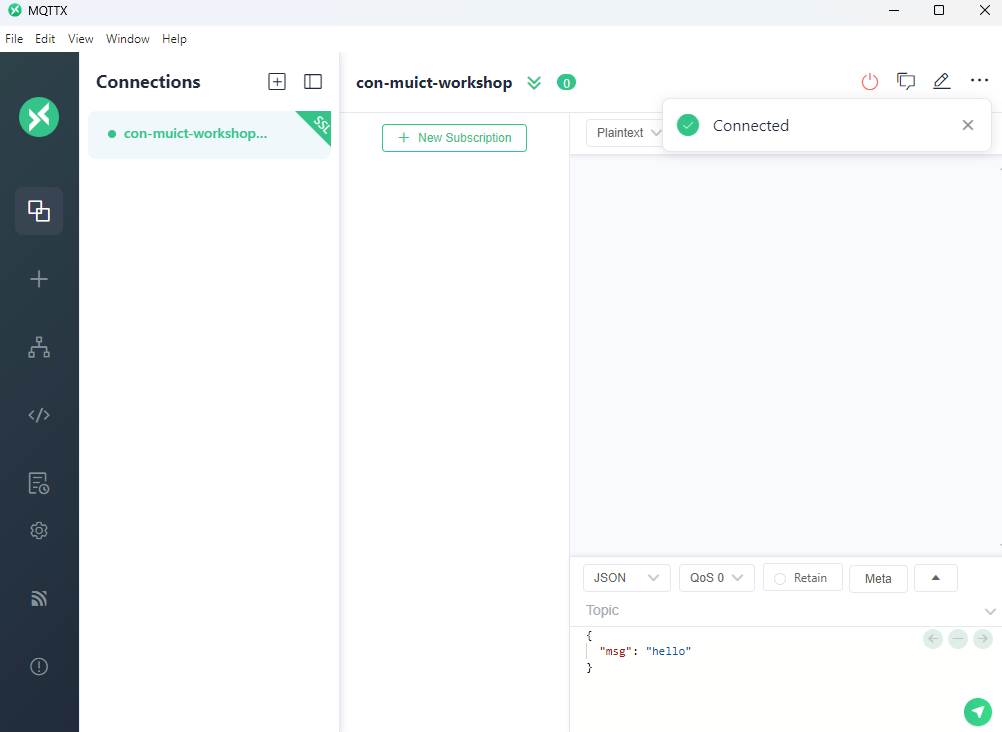 MQTTX
File Edit View Window Help
Connections
con-muict-workshop...
SSL
con-muict-workshop 0
New Subscription
Plaintext
Connected
JSON QoS 0 Retain Meta
Topic
{
"msg": "hello"
}